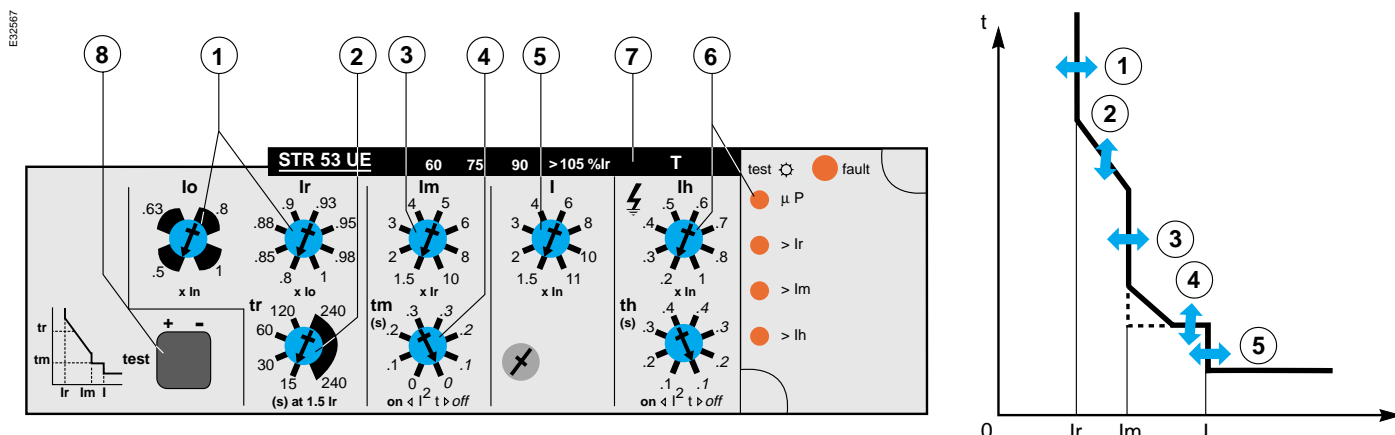 E32567
8 1 2 3 4 5 7 6
STR 53 UE 60 75 90 >105 %Ir T
test fault
µ P
> Ir
> Im
> Ih
Io
.63 .8
.5 1
x In
Ir
.9 .93
.88 .95
.85 .98
.8 1
x Io
Im
4 5
3 6
2 8
1.5 10
x Ir
I
4 6
3 8
2 10
1.5 11
x In
Ih
.5 .6
.4 .7
.3 .8
.2 1
x In
tr
tm
Ir Im I
+ -
test
tr
120 240
60
30
15 240
(s) at 1.5 Ir
tm
(s)
.3 .3
.2 .2
.1 .1
0 0
on I2 t off
th
(s)
.4 .4
.3 .3
.2 .2
.1 .1
on I2 t off
t
1
2
3
4
5
0 Ir Im I